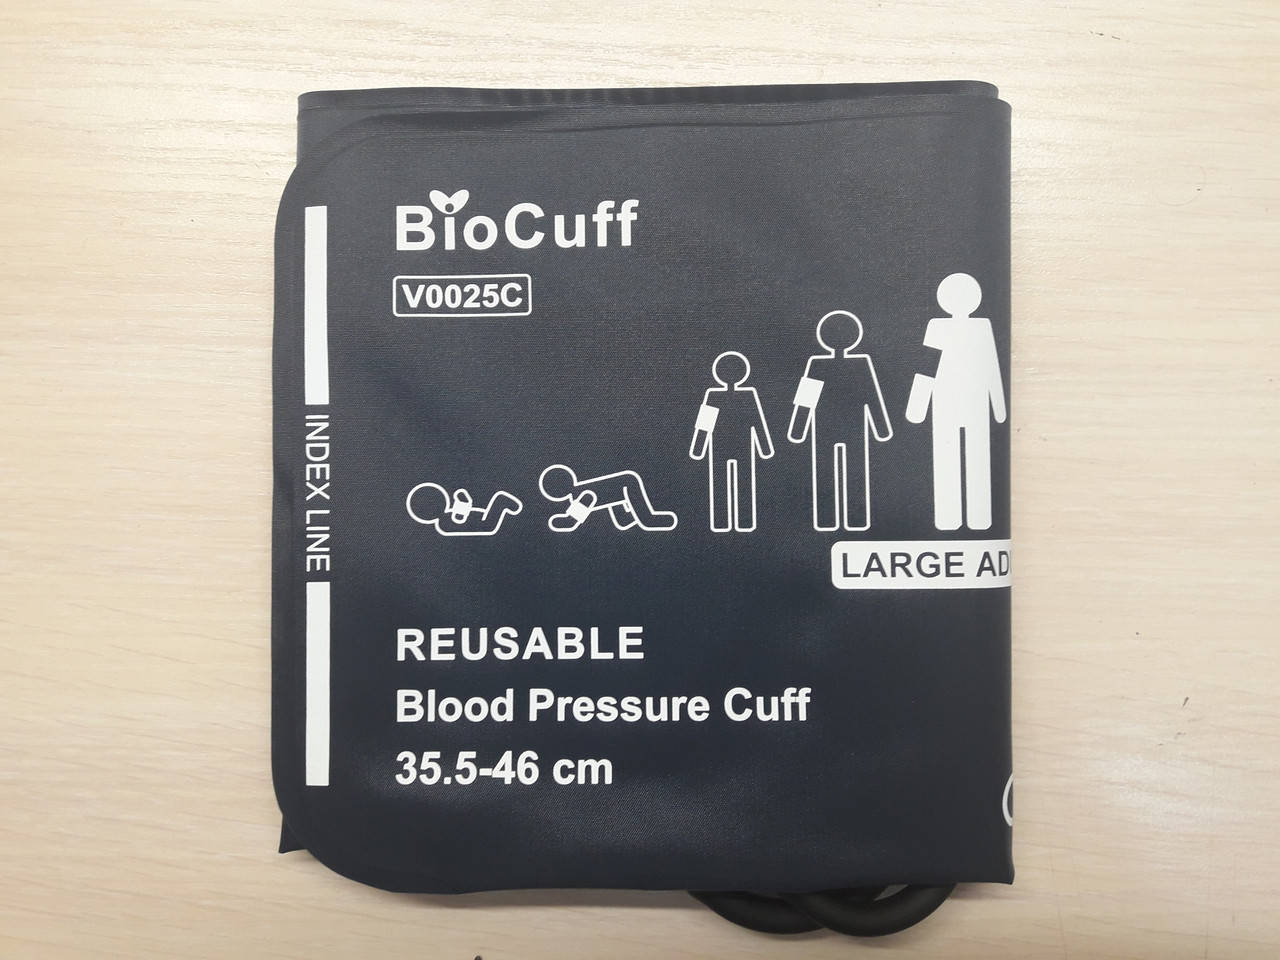 BioCuff
V0025C
INDEX LINE
LARGE AD
REUSABLE
Blood Pressure Cuff
35.5-46 cm